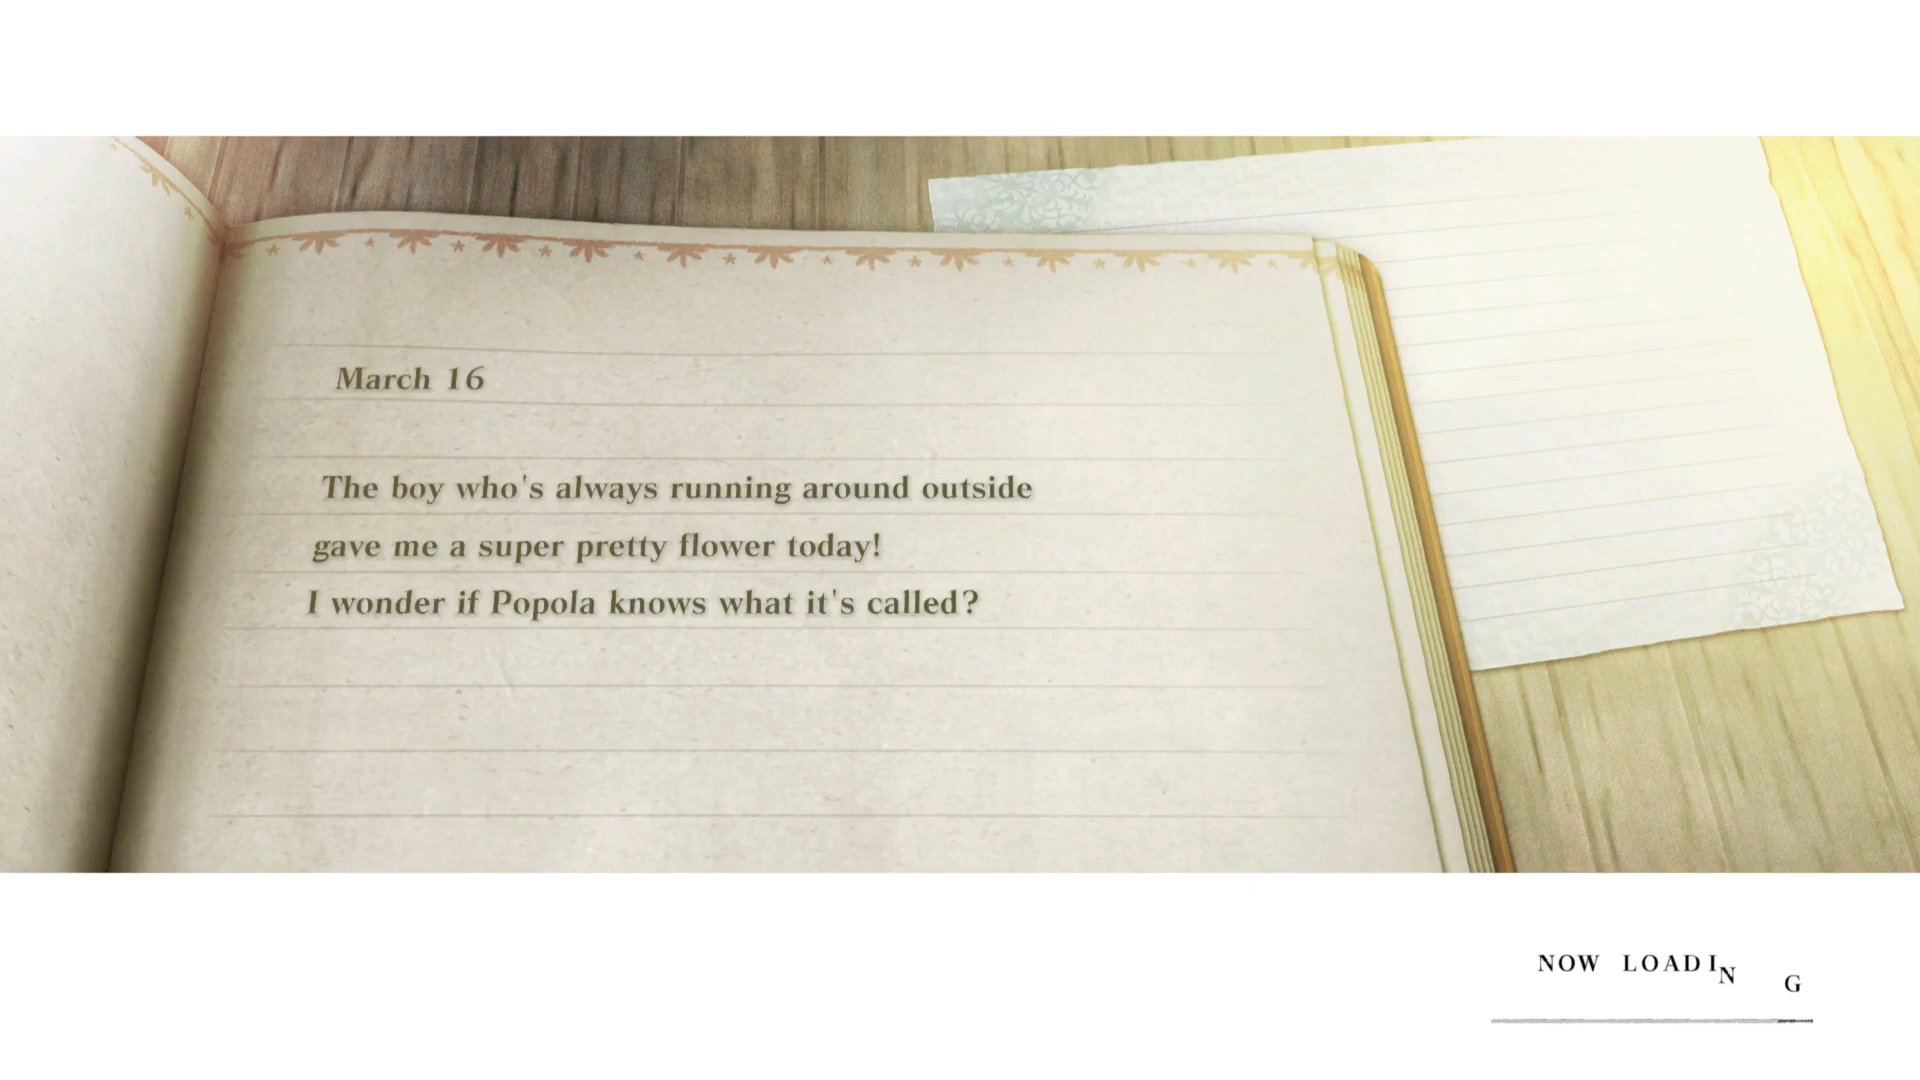 March 16
The boy who's always running around outside
gave me a super pretty flower today!
I wonder if Popola knows what it's called?
NOW LOADING